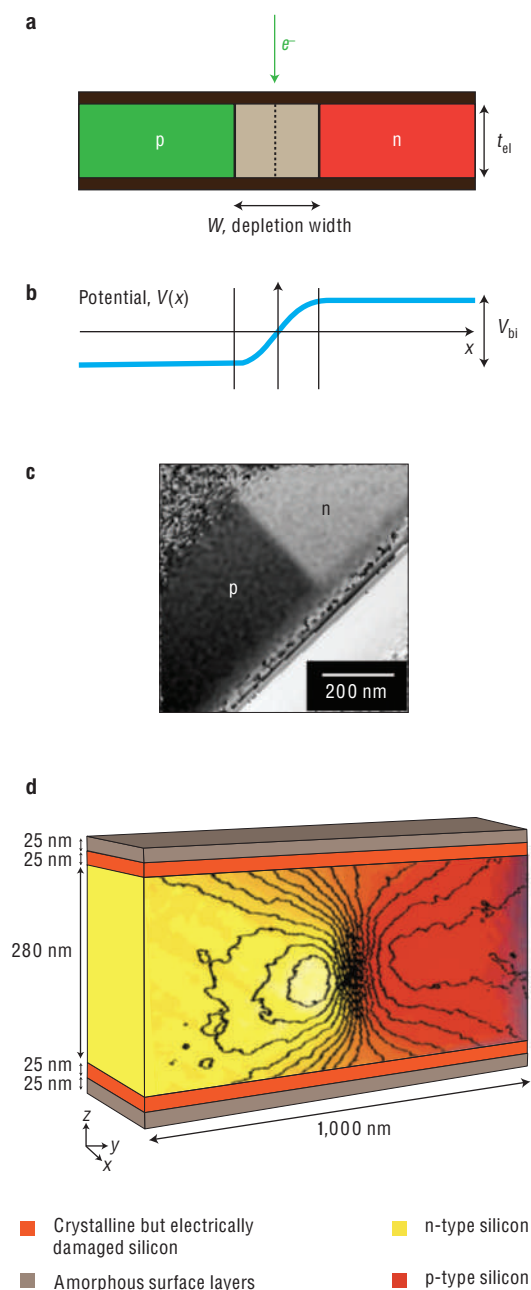 a
e⁻
p
n
t_el
W, depletion width
b
Potential, V(x)
x
V_bi
c
n
p
200 nm
d
25 nm
25 nm
280 nm
25 nm
25 nm
1,000 nm
z
y
x
Crystalline but electrically
damaged silicon
n-type silicon
Amorphous surface layers
p-type silicon